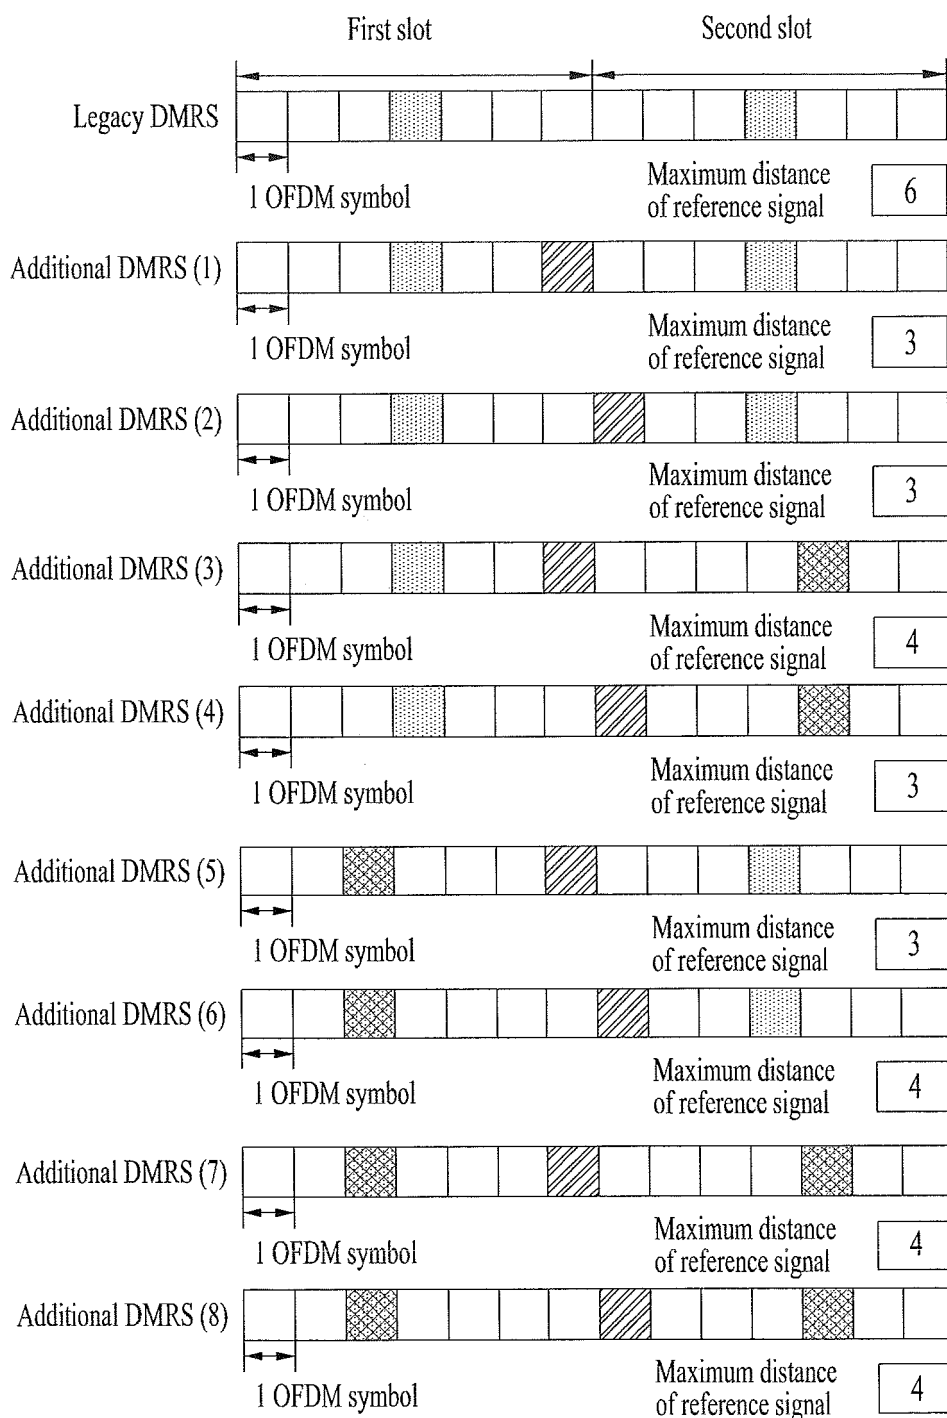 First slot
Second slot
Legacy DMRS
1 OFDM symbol
Maximum distance
of reference signal
6
Additional DMRS (1)
1 OFDM symbol
Maximum distance
of reference signal
3
Additional DMRS (2)
1 OFDM symbol
Maximum distance
of reference signal
3
Additional DMRS (3)
1 OFDM symbol
Maximum distance
of reference signal
4
Additional DMRS (4)
1 OFDM symbol
Maximum distance
of reference signal
3
Additional DMRS (5)
1 OFDM symbol
Maximum distance
of reference signal
3
Additional DMRS (6)
1 OFDM symbol
Maximum distance
of reference signal
4
Additional DMRS (7)
1 OFDM symbol
Maximum distance
of reference signal
4
Additional DMRS (8)
1 OFDM symbol
Maximum distance
of reference signal
4